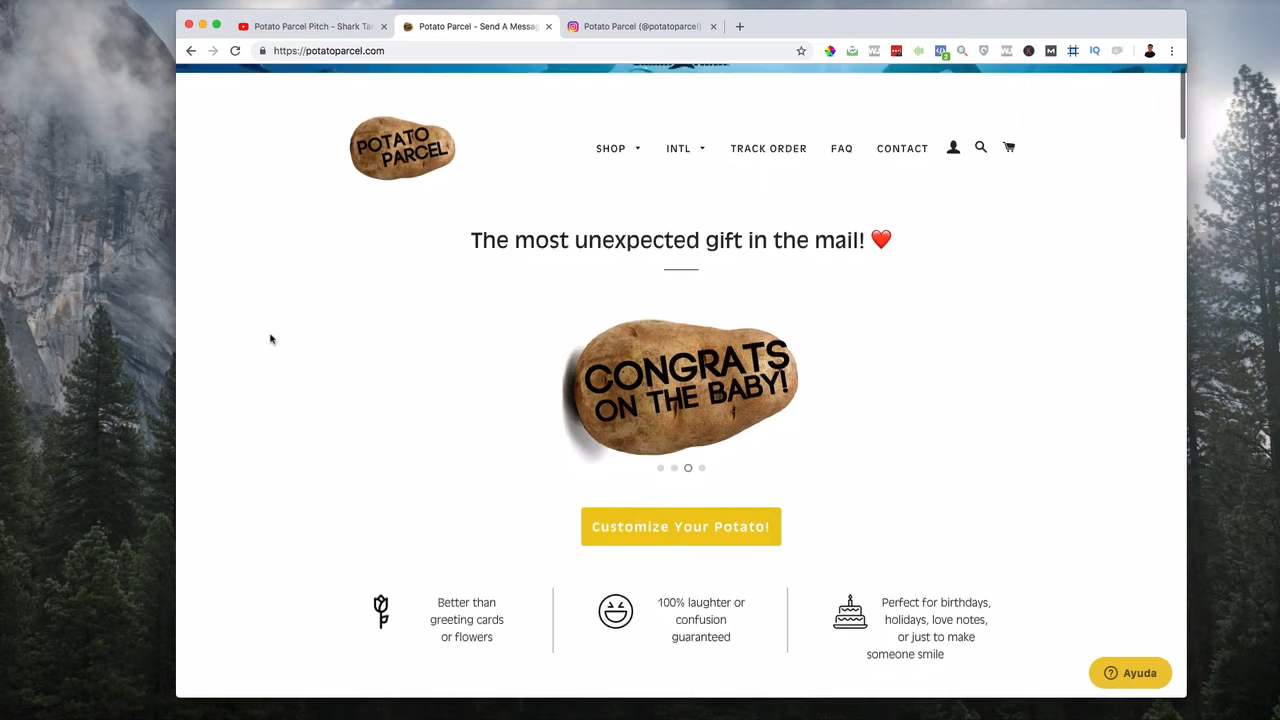 Potato Parcel Pitch - Shark Ta
Potato Parcel - Send A Messag
Potato Parcel (@potatoparcel)
https://potatoparcel.com
POTATO
PARCEL
SHOP
INTL
TRACK ORDER
FAQ
CONTACT
The most unexpected gift in the mail! ❤️
CONGRATS
ON THE BABY!
Customize Your Potato!
Better than
greeting cards
or flowers
100% laughter or
confusion
guaranteed
Perfect for birthdays,
holidays, love notes,
or just to make
someone smile
Ayuda